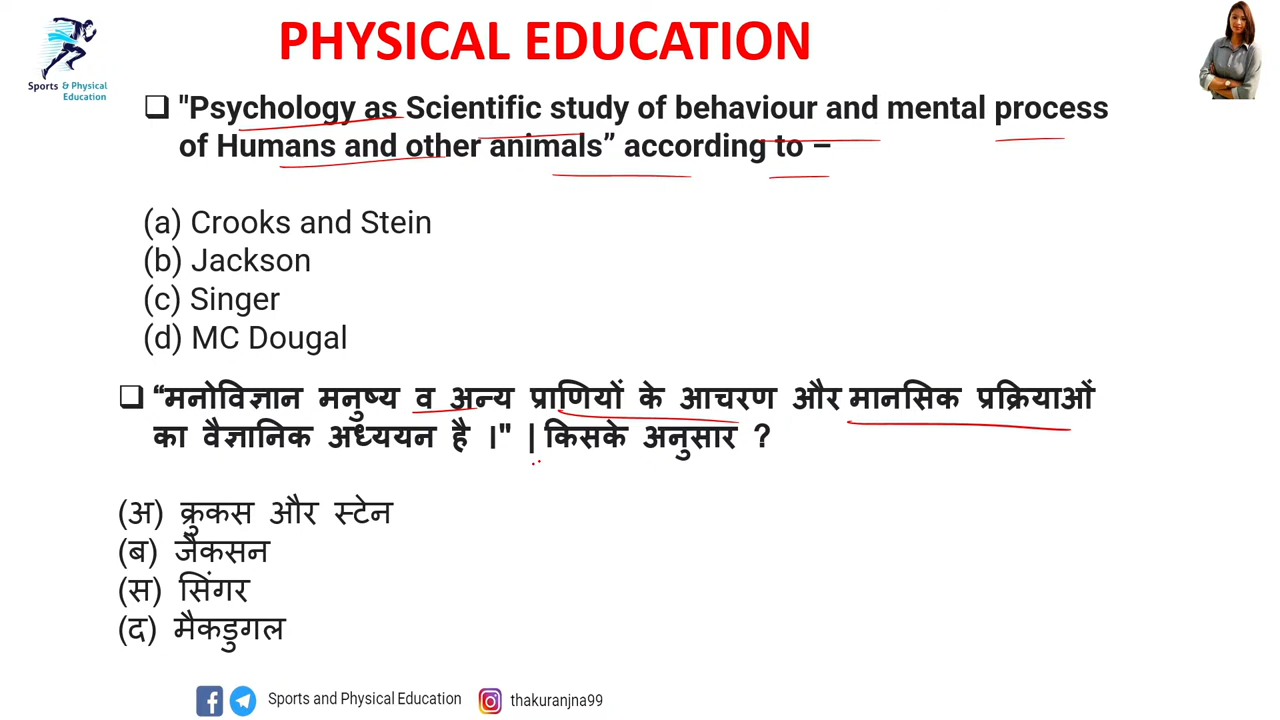 PHYSICAL EDUCATION
Sports & Physical
Education
"Psychology as Scientific study of behaviour and mental process
of Humans and other animals” according to –
(a) Crooks and Stein
(b) Jackson
(c) Singer
(d) MC Dougal
“मनोविज्ञान मनुष्य व अन्य प्राणियों के आचरण और मानसिक प्रक्रियाओं
का वैज्ञानिक अध्ययन है ।" | किसके अनुसार ?
(अ) क्रुकस और स्टेन
(ब) जैकसन
(स) सिंगर
(द) मैकडुगल
Sports and Physical Education thakuranjna99